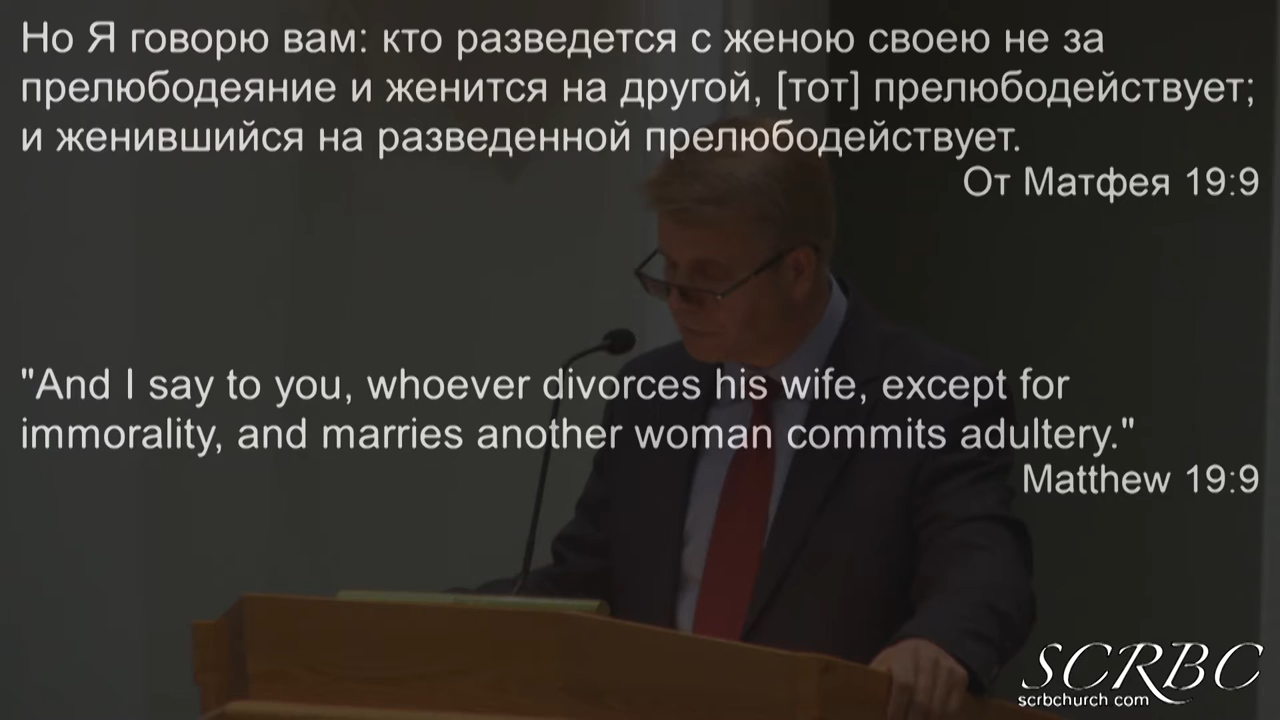 Но Я говорю вам: кто разведется с женою своею не за
прелюбодеяние и женится на другой, [тот] прелюбодействует;
и женившийся на разведенной прелюбодействует.
От Матфея 19:9
"And I say to you, whoever divorces his wife, except for
immorality, and marries another woman commits adultery."
Matthew 19:9
SCRBC
scrbchurch com